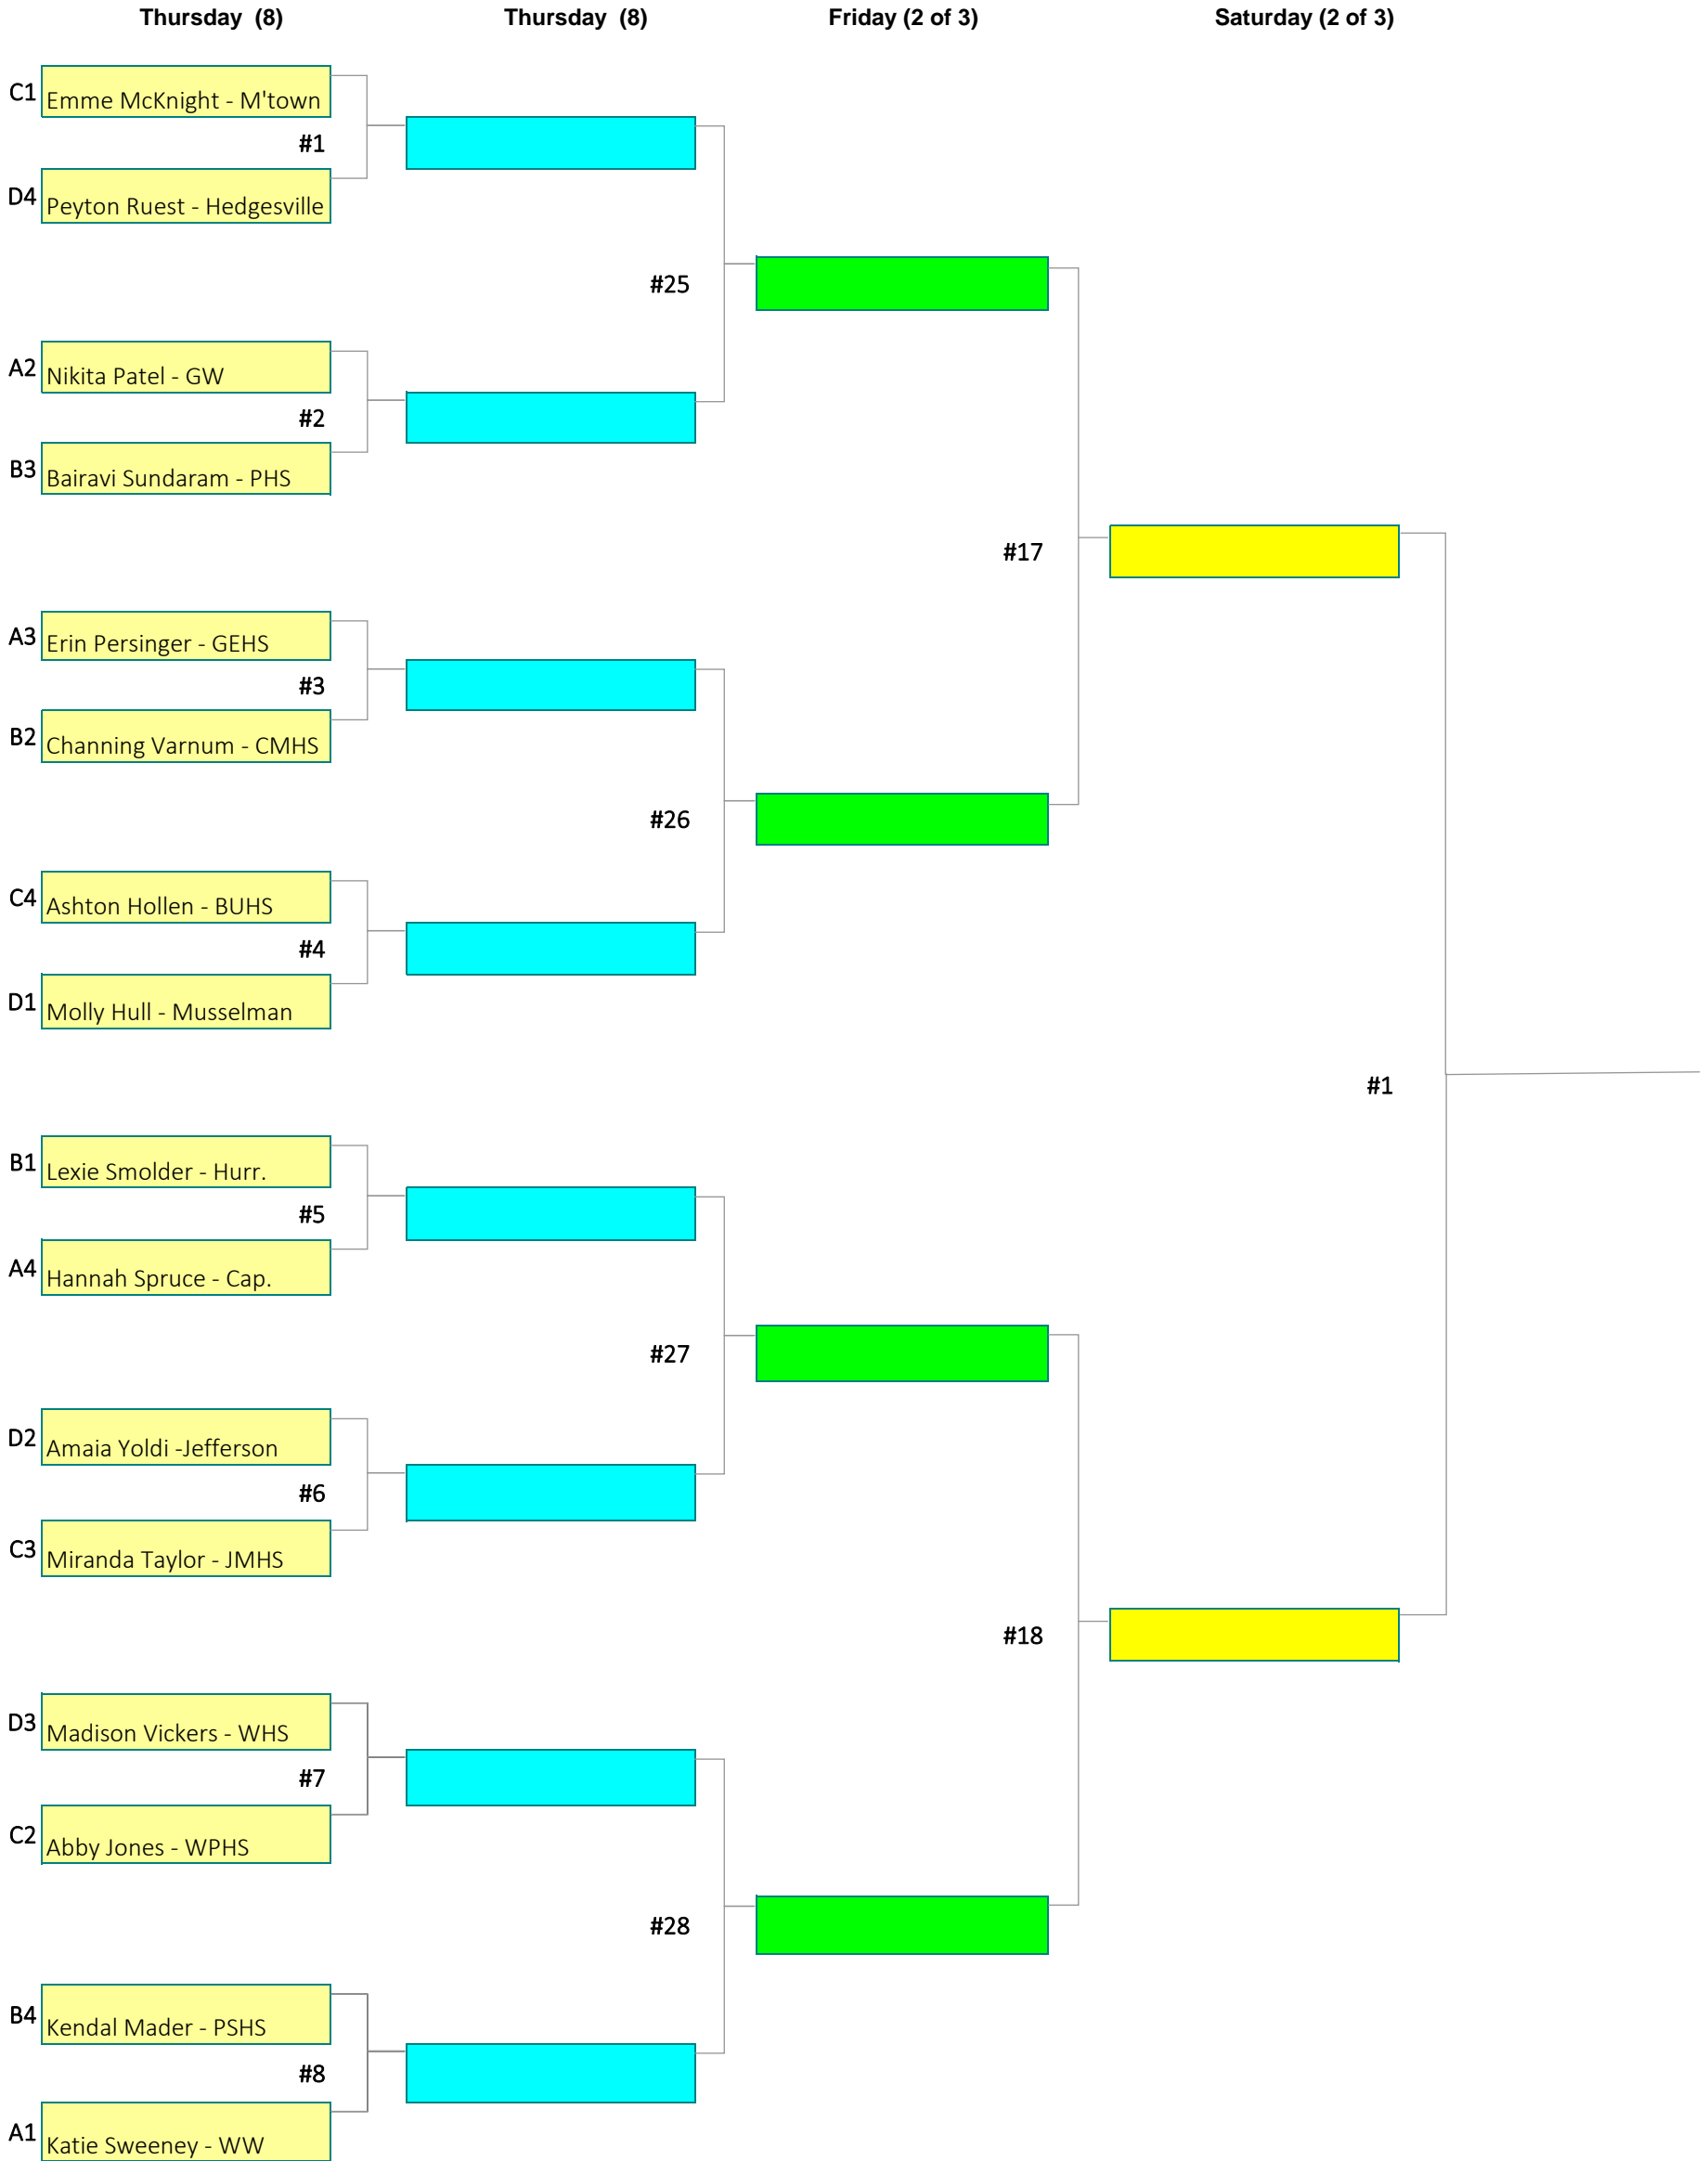 Thursday  (8)
Thursday  (8)
Friday (2 of 3)
Saturday (2 of 3)
C1
Emme McKnight - M'town
#1
D4
Peyton Ruest - Hedgesville
#25
A2
Nikita Patel - GW
#2
B3
Bairavi Sundaram - PHS
#17
A3
Erin Persinger - GEHS
#3
B2
Channing Varnum - CMHS
#26
C4
Ashton Hollen - BUHS
#4
D1
Molly Hull - Musselman
#1
B1
Lexie Smolder - Hurr.
#5
A4
Hannah Spruce - Cap.
#27
D2
Amaia Yoldi -Jefferson
#6
C3
Miranda Taylor - JMHS
#18
D3
Madison Vickers - WHS
#7
C2
Abby Jones - WPHS
#28
B4
Kendal Mader - PSHS
#8
A1
Katie Sweeney - WW